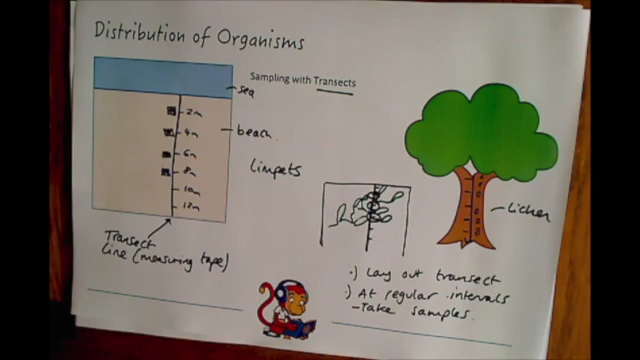 Distribution of Organisms
Sampling with Transects
sea
2m
4m
beach
6m
8m
10m
12m
limpets
Transect
line (measuring tape)
Lichen
·) Lay out transect
·) At regular intervals
- Take samples.